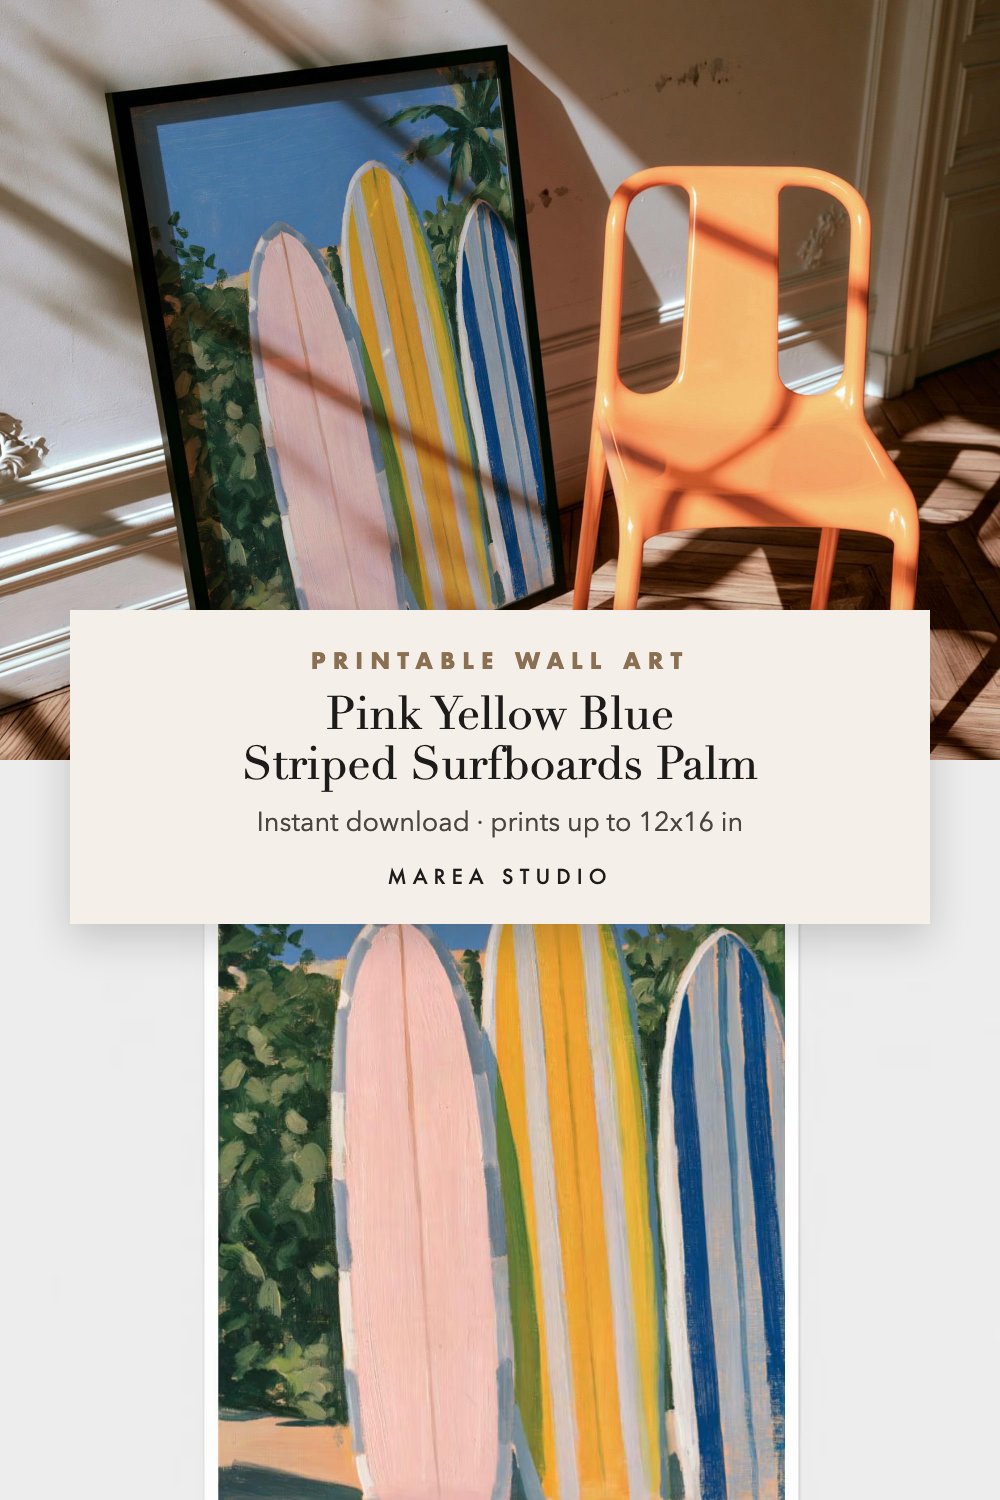 PRINTABLE WALL ART
Pink Yellow Blue
Striped Surfboards Palm
Instant download · prints up to 12x16 in
MAREA STUDIO